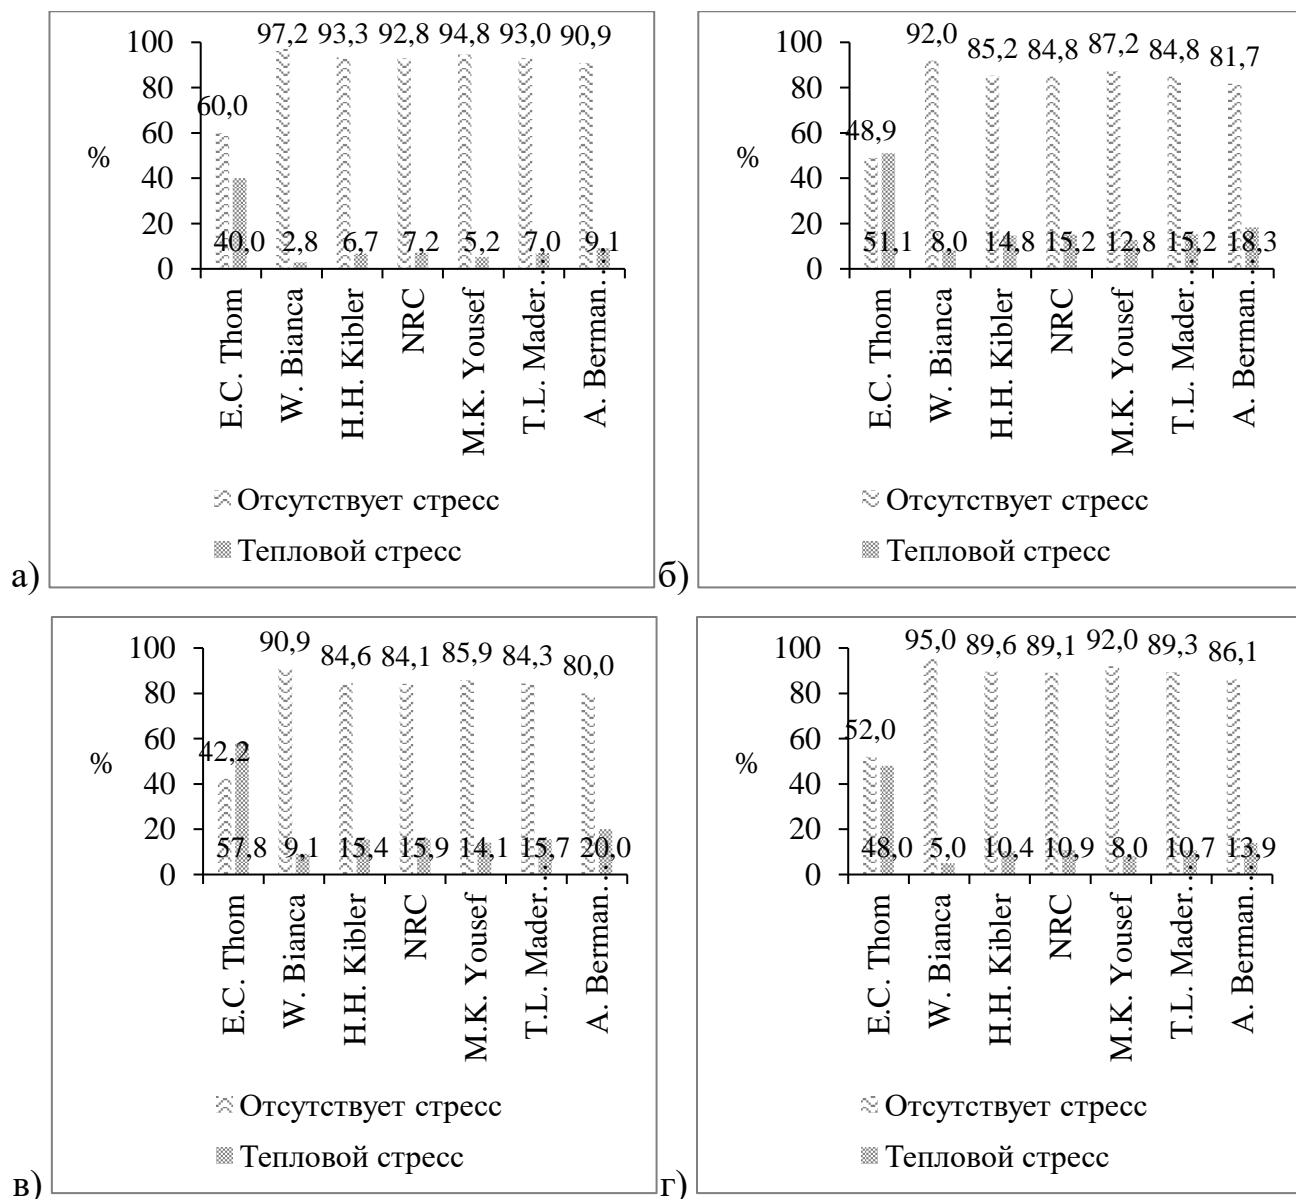 100
80
60
40
20
0
%
60,0
97,2 93,3 92,8 94,8 93,0 90,9
40,0 2,8 6,7 7,2 5,2 7,0 9,1
E.C. Thom
W. Bianca
H.H. Kibler
NRC
M.K. Yousef
T.L. Mader…
A. Berman…
Отсутствует стресс
Тепловой стресс
а)
100
80
60
40
20
0
%
48,9
92,0 85,2 84,8 87,2 84,8 81,7
51,1 8,0 14,8 15,2 12,8 15,2 18,3
E.C. Thom
W. Bianca
H.H. Kibler
NRC
M.K. Yousef
T.L. Mader…
A. Berman…
Отсутствует стресс
Тепловой стресс
б)
100
80
60
40
20
0
%
42,2
90,9 84,6 84,1 85,9 84,3 80,0
57,8 9,1 15,4 15,9 14,1 15,7 20,0
E.C. Thom
W. Bianca
H.H. Kibler
NRC
M.K. Yousef
T.L. Mader…
A. Berman…
Отсутствует стресс
Тепловой стресс
в)
100
80
60
40
20
0
%
52,0
95,0 89,6 89,1 92,0 89,3 86,1
48,0 5,0 10,4 10,9 8,0 10,7 13,9
E.C. Thom
W. Bianca
H.H. Kibler
NRC
M.K. Yousef
T.L. Mader…
A. Berman…
Отсутствует стресс
Тепловой стресс
г)